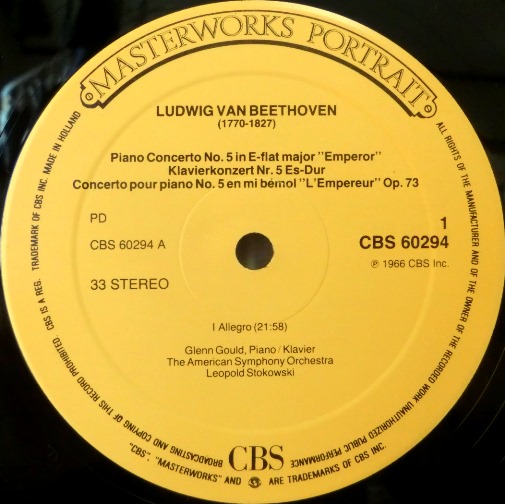 MASTERWORKS PORTRAIT
LUDWIG VAN BEETHOVEN
(1770-1827)
Piano Concerto No. 5 in E-flat major "Emperor"
Klavierkonzert Nr. 5 Es-Dur
Concerto pour piano No. 5 en mi bémol "L'Empereur" Op. 73
PD
1
CBS 60294 A
CBS 60294
℗ 1966 CBS Inc.
33 STEREO
I Allegro (21:58)
Glenn Gould, Piano/Klavier
The American Symphony Orchestra
Leopold Stokowski
CBS
ALL RIGHTS OF THE MANUFACTURER AND OF THE OWNER OF THE RECORDED WORK UNAUTHORIZED PUBLIC PERFORMANCE BROADCASTING AND COPYING OF THIS RECORD PROHIBITED. CBS IS A REG. TRADEMARK OF CBS INC. MADE IN HOLLAND
"CBS", "MASTERWORKS" AND ARE TRADEMARKS OF CBS INC.